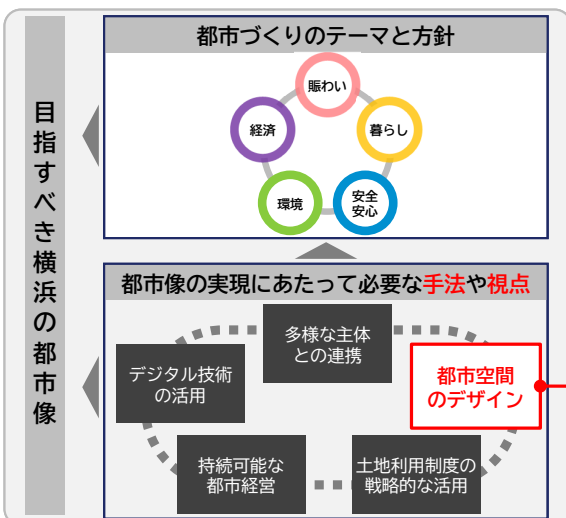 目指すべき横浜の都市像
都市づくりのテーマと方針
賑わい
経済
暮らし
環境
安全
安心
都市像の実現にあたって必要な手法や視点
多様な主体
との連携
デジタル技術
の活用
都市空間
のデザイン
持続可能な
都市経営
土地利用制度の
戦略的な活用